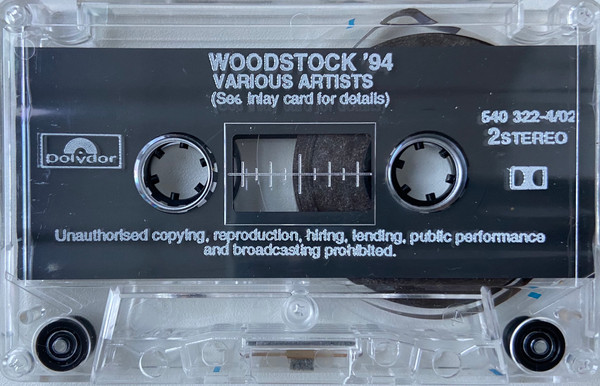 WOODSTOCK '94
VARIOUS ARTISTS
(See inlay card for details)
540 322-4/02
2STEREO
Polydor
Unauthorised copying, reproduction, hiring, lending, public performance
and broadcasting prohibited.